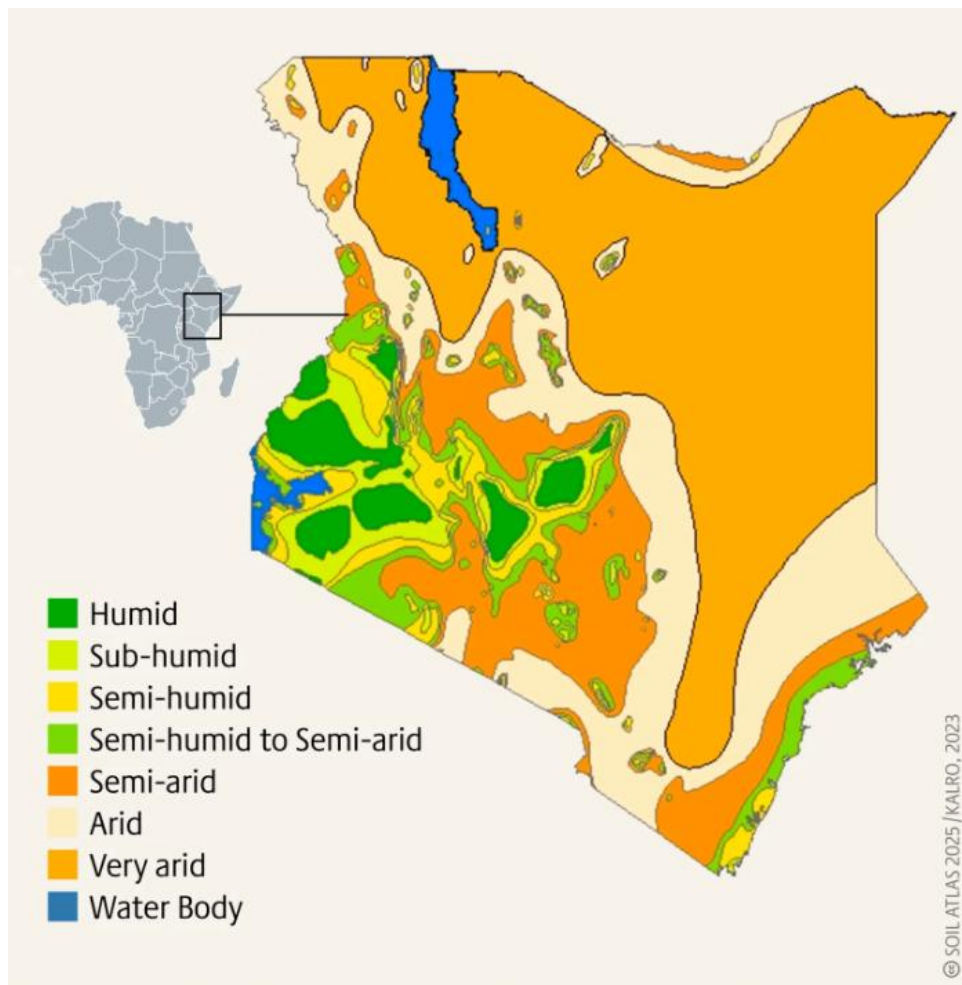 Humid
Sub-humid
Semi-humid
Semi-humid to Semi-arid
Semi-arid
Arid
Very arid
Water Body
cc SOIL ATLAS 2025/KALRO, 2023